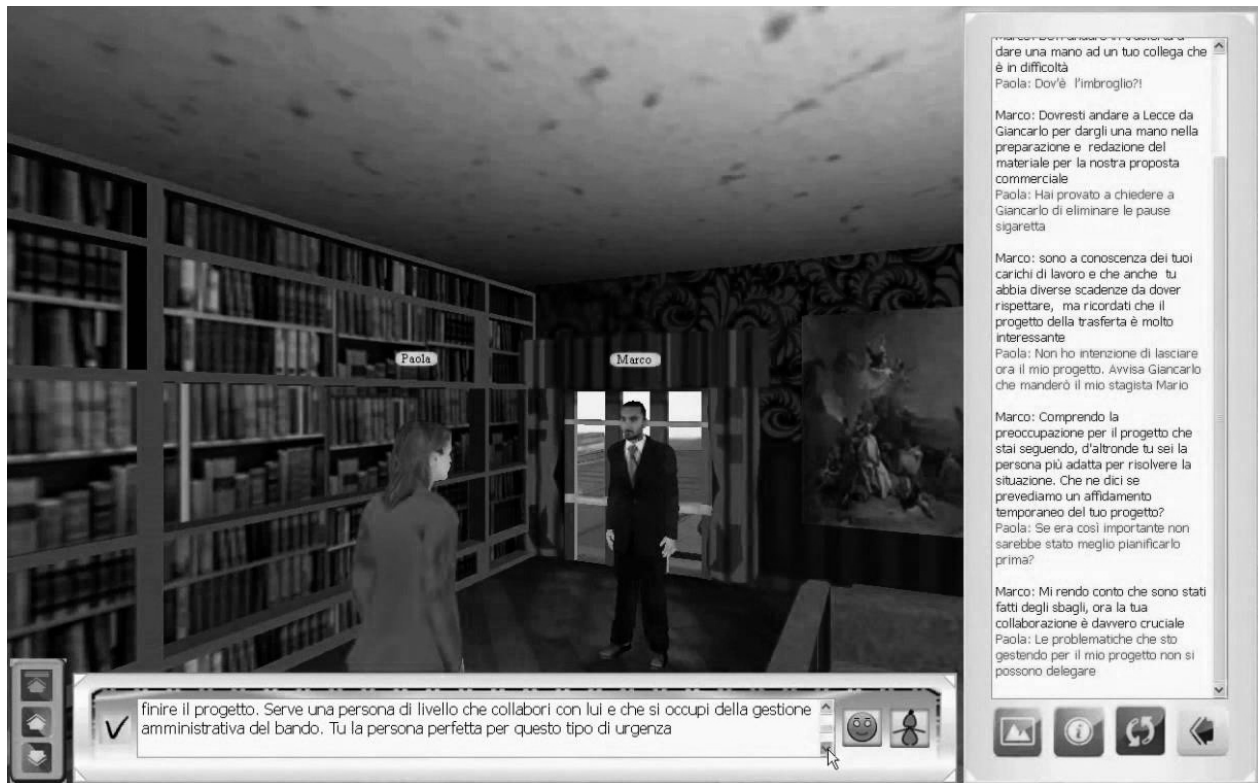 dare una mano ad un tuo collega che
è in difficoltà
Paola: Dov'è l'imbroglio?!
Marco: Dovresti andare a Lecce da
Giancarlo per dargli una mano nella
preparazione e redazione del
materiale per la nostra proposta
commerciale
Paola: Hai provato a chiedere a
Giancarlo di eliminare le pause
sigaretta
Marco: sono a conoscenza dei tuoi
carichi di lavoro e che anche tu
abbia diverse scadenze da dover
rispettare, ma ricordati che il
progetto della trasferta è molto
interessante
Paola: Non ho intenzione di lasciare
ora il mio progetto. Avvisa Giancarlo
che manderò il mio stagista Mario
Marco: Comprendo la
preoccupazione per il progetto che
stai seguendo, d'altronde tu sei la
persona più adatta per risolvere la
situazione. Che ne dici se
prevediamo un affidamento
temporaneo del tuo progetto?
Paola: Se era così importante non
sarebbe stato meglio pianificarlo
prima?
Marco: Mi rendo conto che sono stati
fatti degli sbagli, ora la tua
collaborazione è davvero cruciale
Paola: Le problematiche che sto
gestendo per il mio progetto non si
possono delegare
Paola
Marco
finire il progetto. Serve una persona di livello che collabori con lui e che si occupi della gestione
amministrativa del bando. Tu la persona perfetta per questo tipo di urgenza